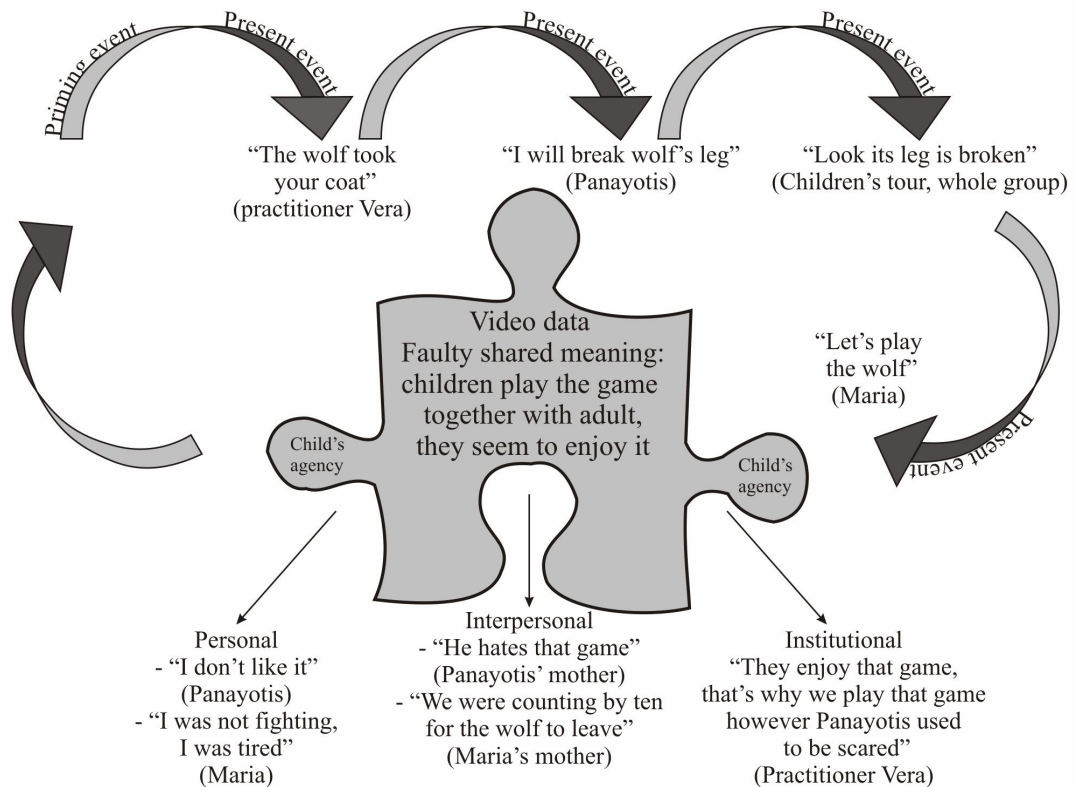 Priming event
Present event
Present event
Present event
“The wolf took
your coat”
(practitioner Vera)
“I will break wolf’s leg”
(Panayotis)
“Look its leg is broken”
(Children’s tour, whole group)
“Let’s play
the wolf”
(Maria)
Present event
Video data
Faulty shared meaning:
children play the game
together with adult,
they seem to enjoy it
Child’s
agency
Child’s
agency
Personal
- “I don’t like it”
(Panayotis)
- “I was not fighting,
I was tired”
(Maria)
Interpersonal
- “He hates that game”
(Panayotis’ mother)
- “We were counting by ten
for the wolf to leave”
(Maria’s mother)
Institutional
“They enjoy that game,
that’s why we play that game
however Panayotis used
to be scared”
(Practitioner Vera)